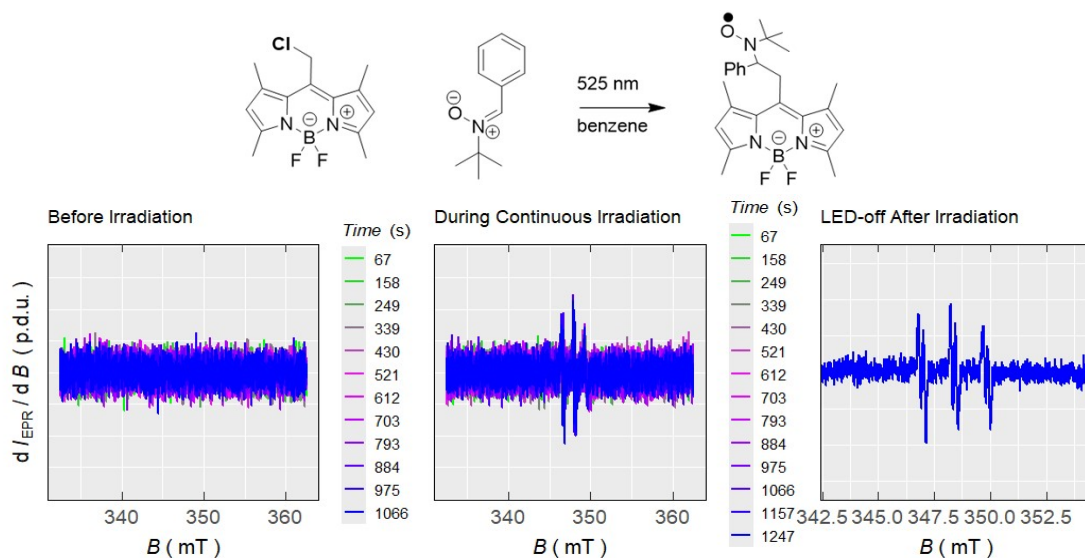 Cl
O
N
B
F F
N
N
O
N
Ph
B
F F
N
N
525 nm
benzene
Before Irradiation
Time (s)
67
158
249
339
430
521
612
703
793
884
975
1066
During Continuous Irradiation
Time (s)
67
158
249
339
430
521
612
703
793
884
975
1066
1157
1247
LED-off After Irradiation
d I EPR / d B ( p.d.u. )
340 350 360
B ( mT )
340 350 360
B ( mT )
342.5 345.0 347.5 350.0 352.5
B ( mT )